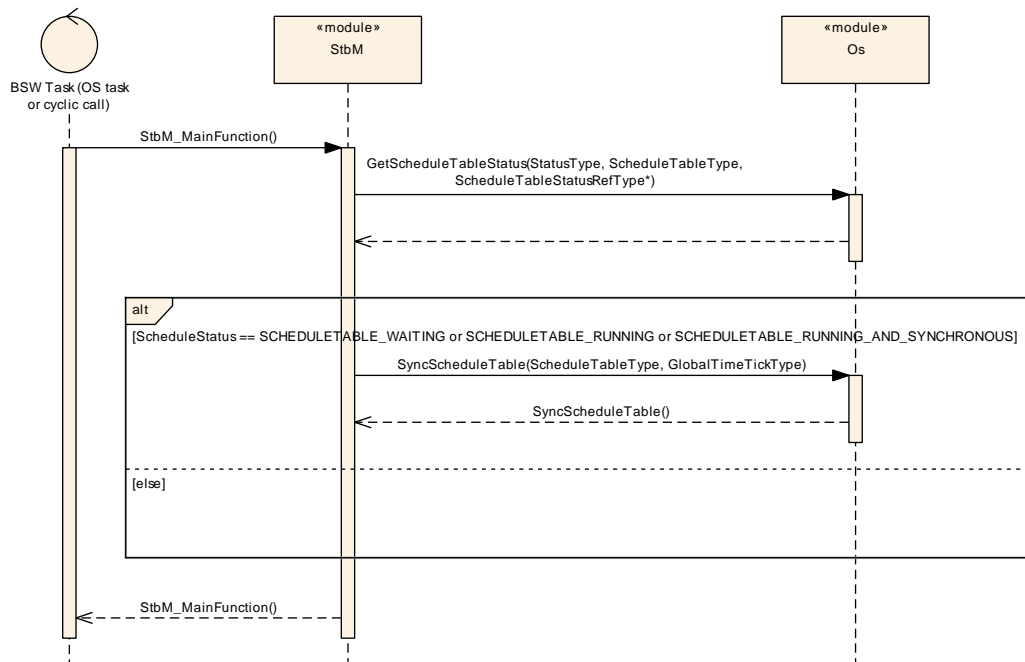 «module»
StbM
«module»
Os
BSW Task (OS task
or cyclic call)
StbM_MainFunction()
GetScheduleTableStatus(StatusType, ScheduleTableType,
ScheduleTableStatusRefType*)
alt
[ScheduleStatus == SCHEDULETABLE_WAITING or SCHEDULETABLE_RUNNING or SCHEDULETABLE_RUNNING_AND_SYNCHRONOUS]
SyncScheduleTable(ScheduleTableType, GlobalTimeTickType)
SyncScheduleTable()
[else]
StbM_MainFunction()